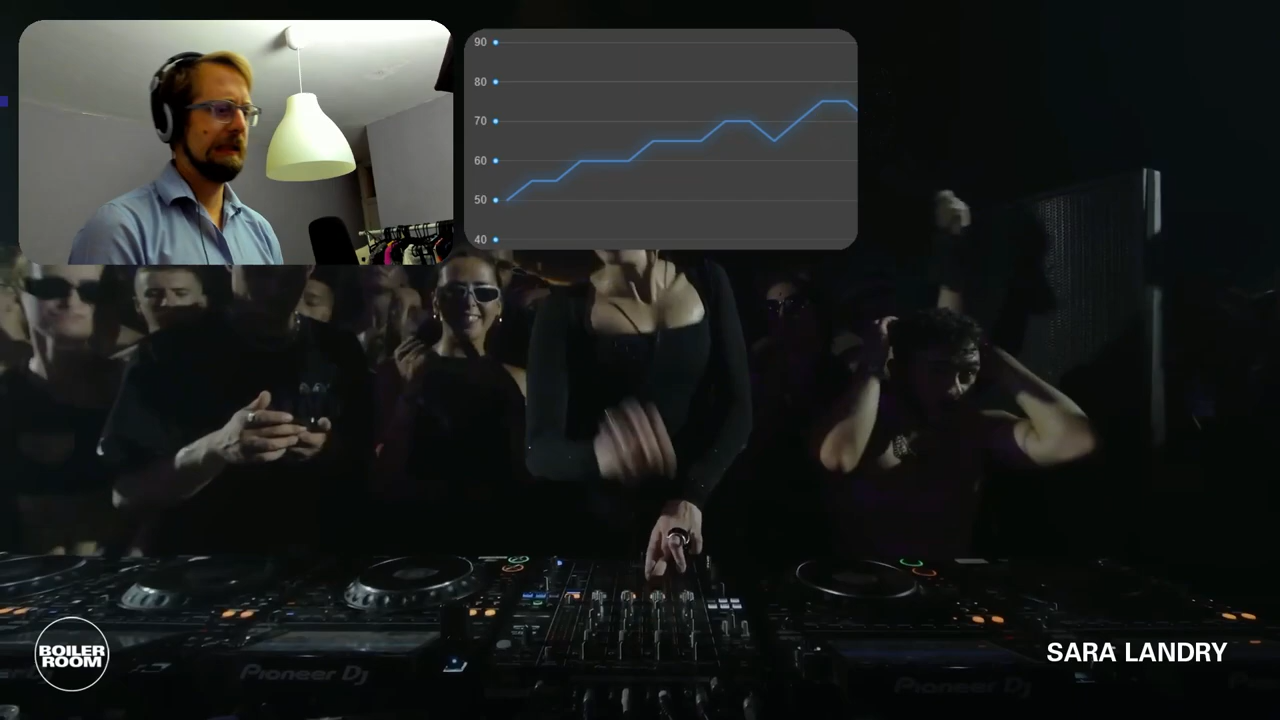 90
80
70
60
50
40
BOILER
ROOM
Pioneer Dj
Pioneer Dj
SARA LANDRY